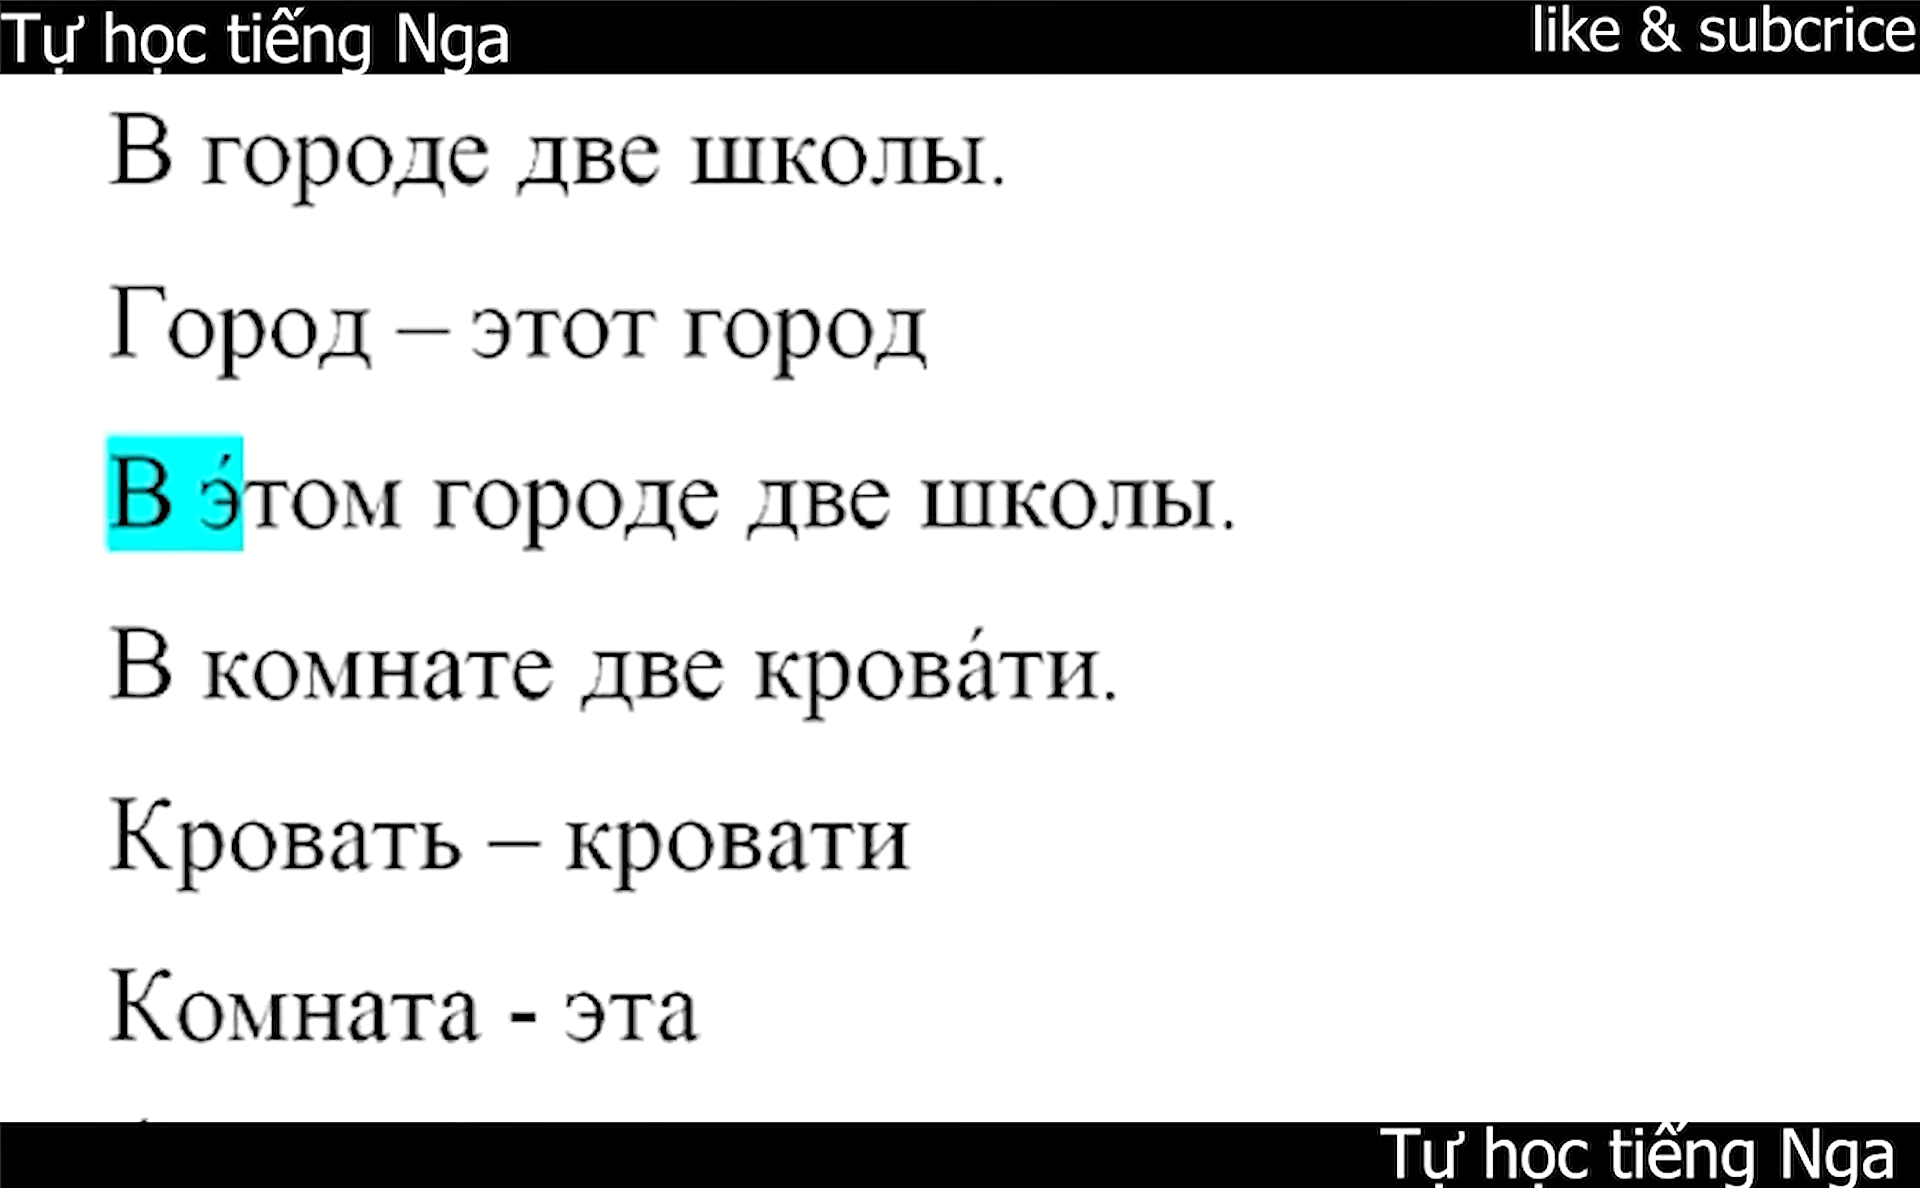 Tự học tiếng Nga
like & subcrice
В городе две школы.
Город – этот город
В э́том городе две школы.
В комнате две крова́ти.
Кровать – кровати
Комната - эта
Tự học tiếng Nga